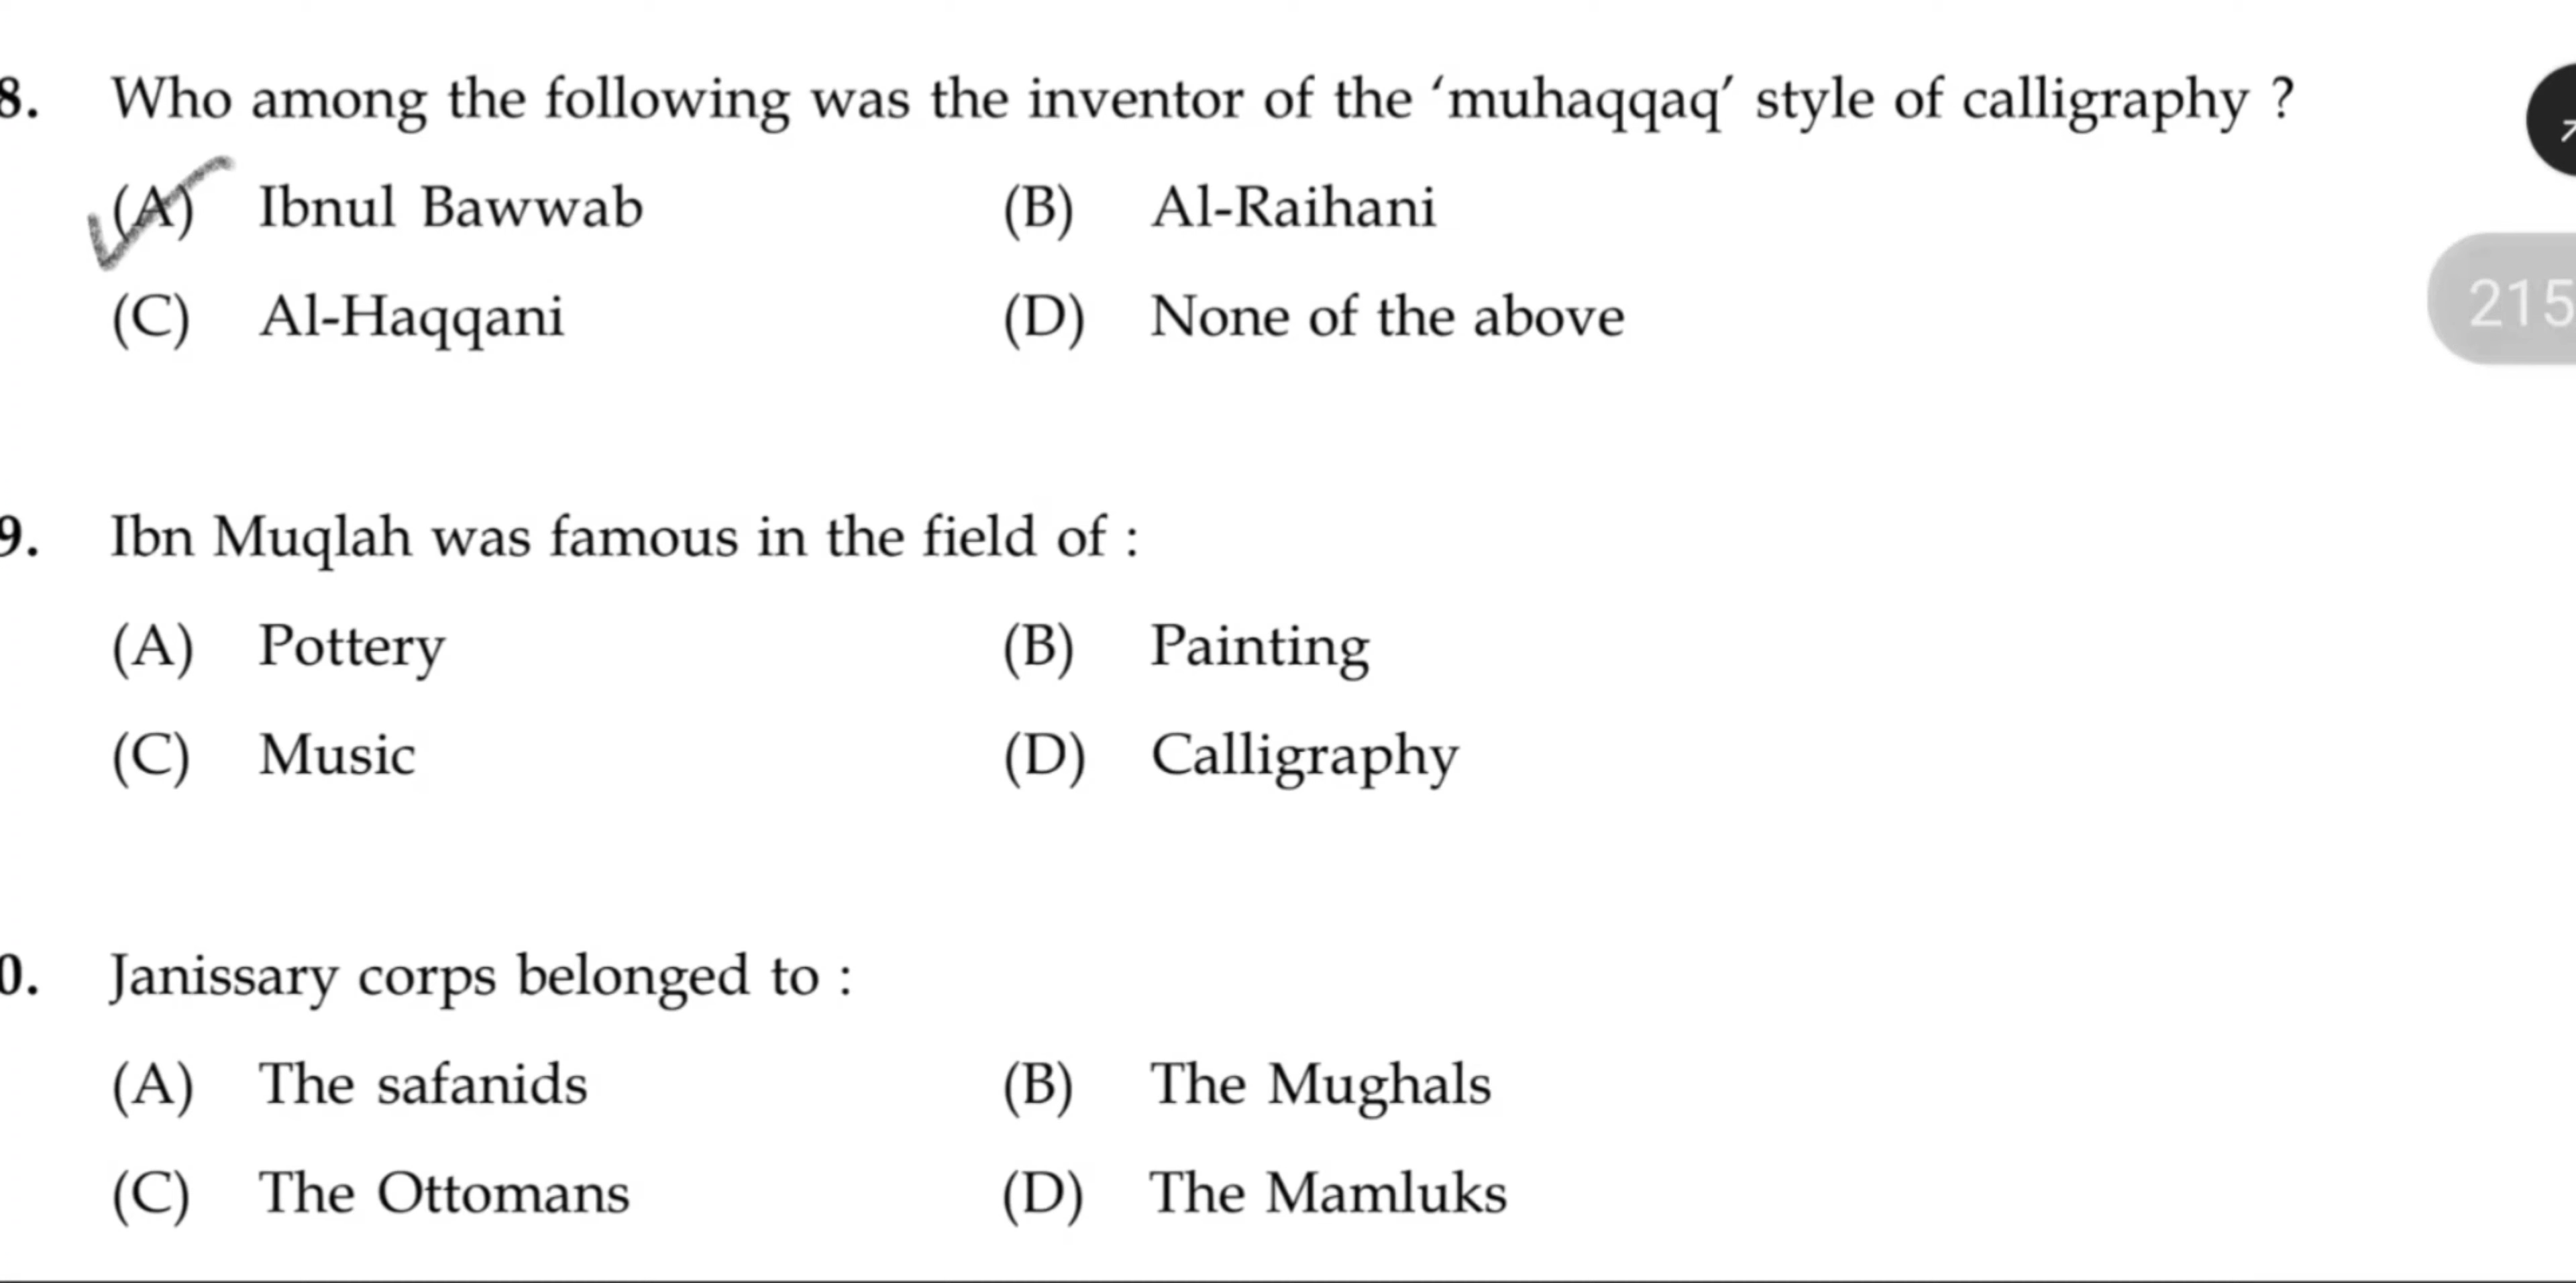 8. Who among the following was the inventor of the ‘muhaqqaq’ style of calligraphy ?
(A) Ibnul Bawwab (B) Al-Raihani
(C) Al-Haqqani (D) None of the above
215
9. Ibn Muqlah was famous in the field of :
(A) Pottery (B) Painting
(C) Music (D) Calligraphy
0. Janissary corps belonged to :
(A) The safanids (B) The Mughals
(C) The Ottomans (D) The Mamluks